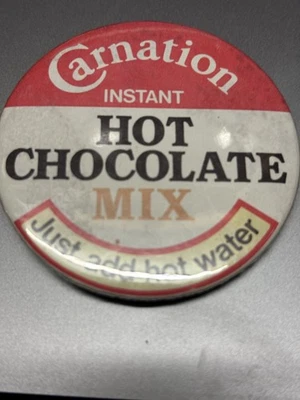 Carnation
INSTANT
HOT
CHOCOLATE
MIX
Just add hot water